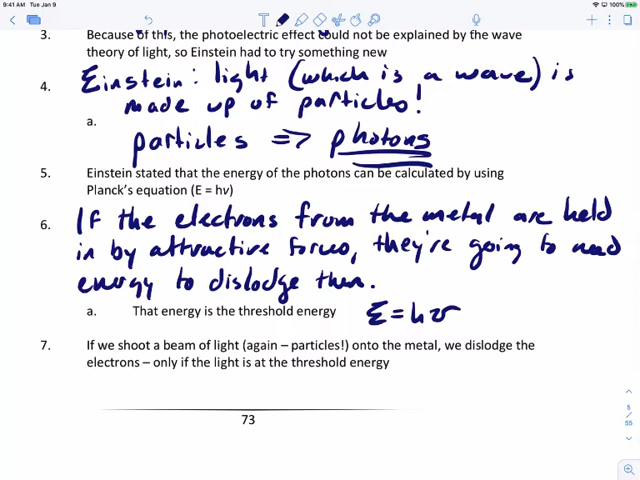 9:41 AM Tue Jan 9
100%
3. Because of this, the photoelectric effect could not be explained by the wave
theory of light, so Einstein had to try something new
4. Einstein: light (which is a wave) is
made up of particles!
a. particles => photons
5. Einstein stated that the energy of the photons can be calculated by using
Planck's equation (E = hν)
6. If the electrons from the metal are held
in by attractive forces, they're going to need
energy to dislodge them.
a. That energy is the threshold energy E = hν
7. If we shoot a beam of light (again – particles!) onto the metal, we dislodge the
electrons – only if the light is at the threshold energy
73
5
/
55